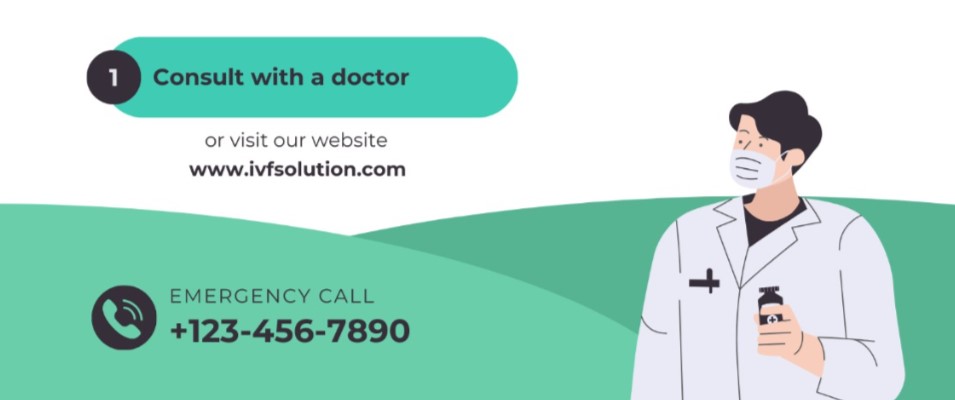 1 Consult with a doctor
or visit our website
www.ivfsolution.com
EMERGENCY CALL
+123-456-7890